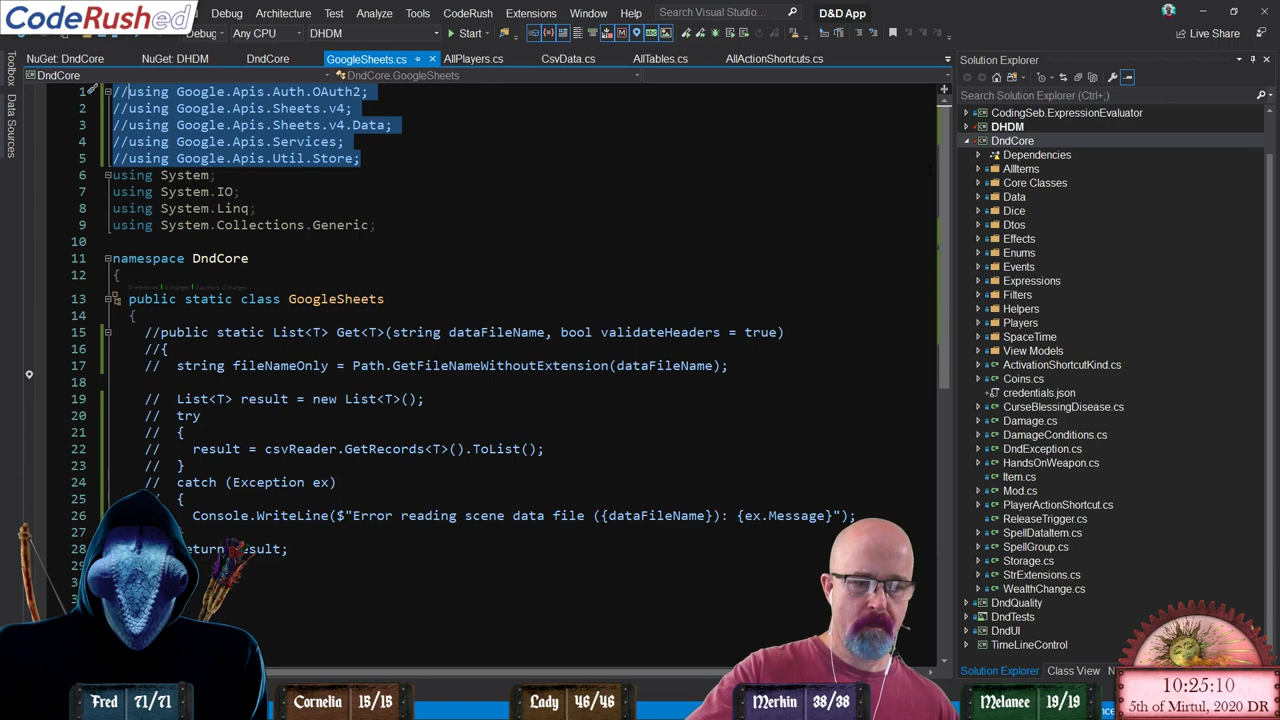 CodeRushed
Debug Architecture Test Analyze Tools CodeRush Extensions Window Help Search Visual Studio (Ctrl+Q) DnD App
Debug Any CPU DHDM Start Live Share
NuGet: DndCore NuGet: DHDM DndCore GoogleSheets.cs AllPlayers.cs CsvData.cs AllTables.cs AllActionShortcuts.cs
DndCore DndCore GoogleSheets
Toolbox
Data Sources
1 //using Google.Apis.Auth.OAuth2;
2 //using Google.Apis.Sheets.v4;
3 //using Google.Apis.Sheets.v4.Data;
4 //using Google.Apis.Services;
5 //using Google.Apis.Util.Store;
6 using System;
7 using System.IO;
8 using System.Linq;
9 using System.Collections.Generic;
10
11 namespace DndCore
12 {
13 public static class GoogleSheets
14 {
15 //public static List<T> Get<T>(string dataFileName, bool validateHeaders = true)
16 //{
17 // string fileNameOnly = Path.GetFileNameWithoutExtension(dataFileName);
18
19 // List<T> result = new List<T>();
20 // try
21 // {
22 // result = csvReader.GetRecords<T>().ToList();
23 // }
24 // catch (Exception ex)
25 // {
26 Console.WriteLine($"Error reading scene data file ({dataFileName}): {ex.Message}");
28 result;
Solution Explorer
Search Solution Explorer (Ctrl+;)
CodingSeb.ExpressionEvaluator
DHDM
DndCore
Dependencies
AllItems
Core Classes
Data
Dice
Dtos
Effects
Enums
Events
Expressions
Filters
Helpers
Players
SpaceTime
View Models
ActivationShortcutKind.cs
Coins.cs
credentials.json
CurseBlessingDisease.cs
Damage.cs
DamageConditions.cs
DndException.cs
HandsOnWeapon.cs
Item.cs
Mod.cs
PlayerActionShortcut.cs
ReleaseTrigger.cs
SpellDataItem.cs
SpellGroup.cs
Storage.cs
StrExtensions.cs
WealthChange.cs
DndQuality
DndTests
DndUI
TimeLineControl
Solution Explorer Class View
Fred 71/71
Cornelia 15/15
Lady 46/46
Merkin 38/38
Melanee 19/19
10:25:10
5th of Mirtul, 2020 DR